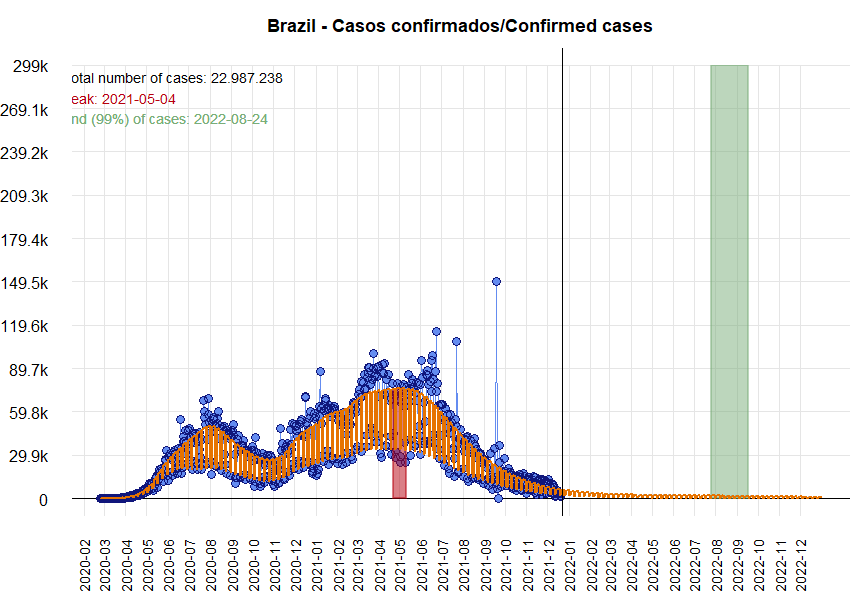 Brazil - Casos confirmados/Confirmed cases
otal number of cases: 22.987.238
eak: 2021-05-04
nd (99%) of cases: 2022-08-24
299k
269.1k
239.2k
209.3k
179.4k
149.5k
119.6k
89.7k
59.8k
29.9k
0
2020-02
2020-03
2020-04
2020-05
2020-06
2020-07
2020-08
2020-09
2020-10
2020-11
2020-12
2021-01
2021-02
2021-03
2021-04
2021-05
2021-06
2021-07
2021-08
2021-09
2021-10
2021-11
2021-12
2022-01
2022-02
2022-03
2022-04
2022-05
2022-06
2022-07
2022-08
2022-09
2022-10
2022-11
2022-12